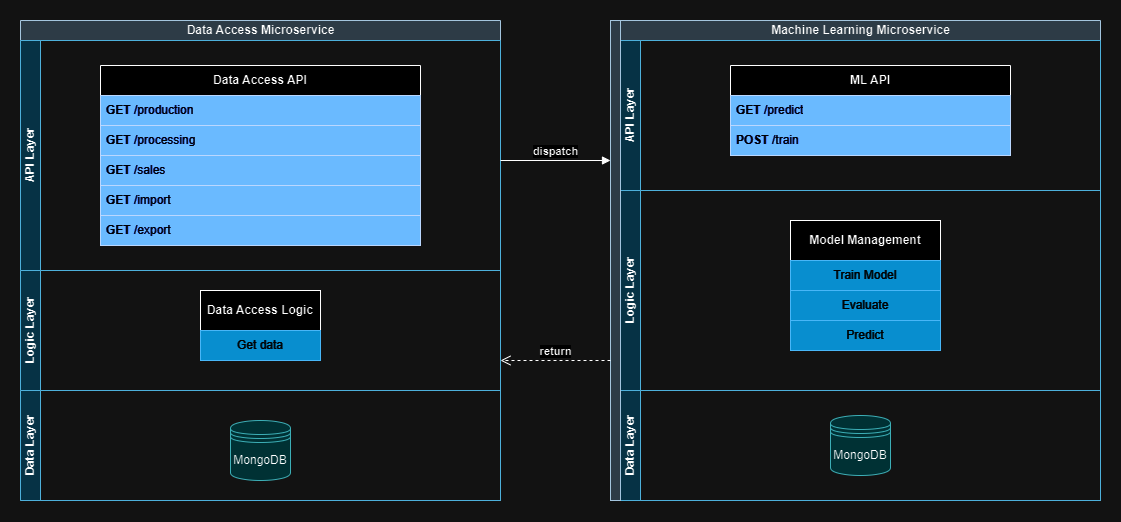 Data Access Microservice
API Layer
Data Access API
GET /production
GET /processing
GET /sales
GET /import
GET /export
Logic Layer
Data Access Logic
Get data
Data Layer
MongoDB
dispatch
return
Machine Learning Microservice
API Layer
ML API
GET /predict
POST /train
Logic Layer
Model Management
Train Model
Evaluate
Predict
Data Layer
MongoDB